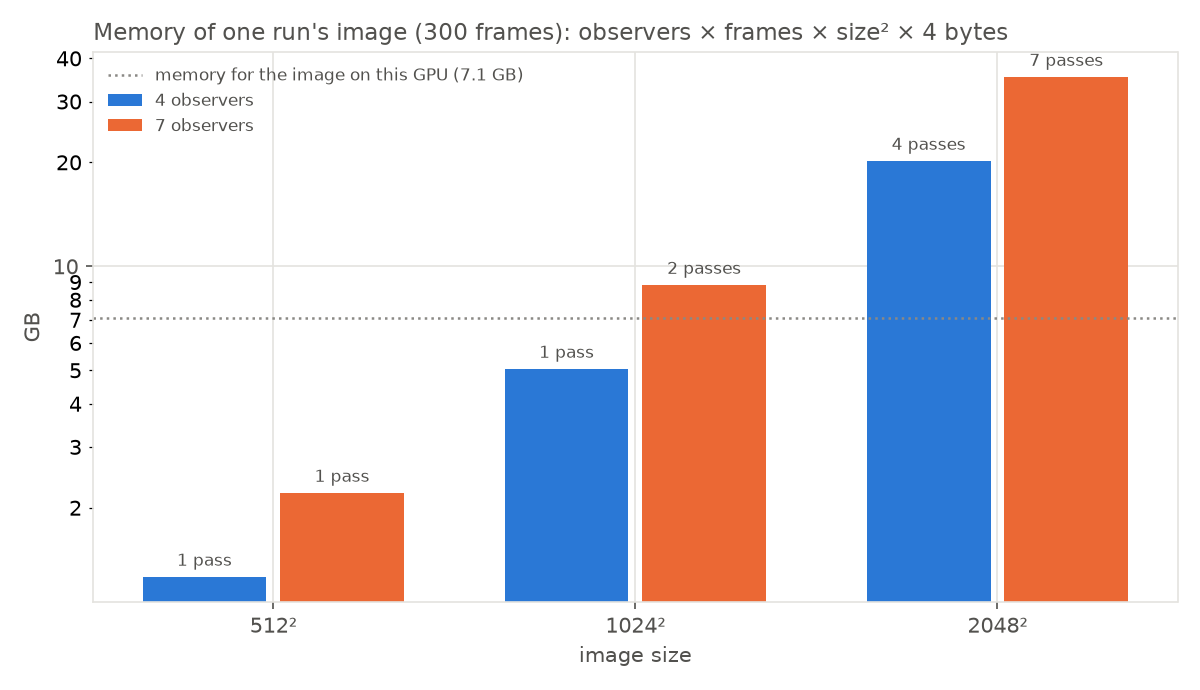 Memory of one run's image (300 frames): observers × frames × size² × 4 bytes
memory for the image on this GPU (7.1 GB)
4 observers
7 observers
GB
40
30
20
10
9
8
7
6
5
4
3
2
1 pass
1 pass
1 pass
2 passes
4 passes
7 passes
512²
1024²
2048²
image size